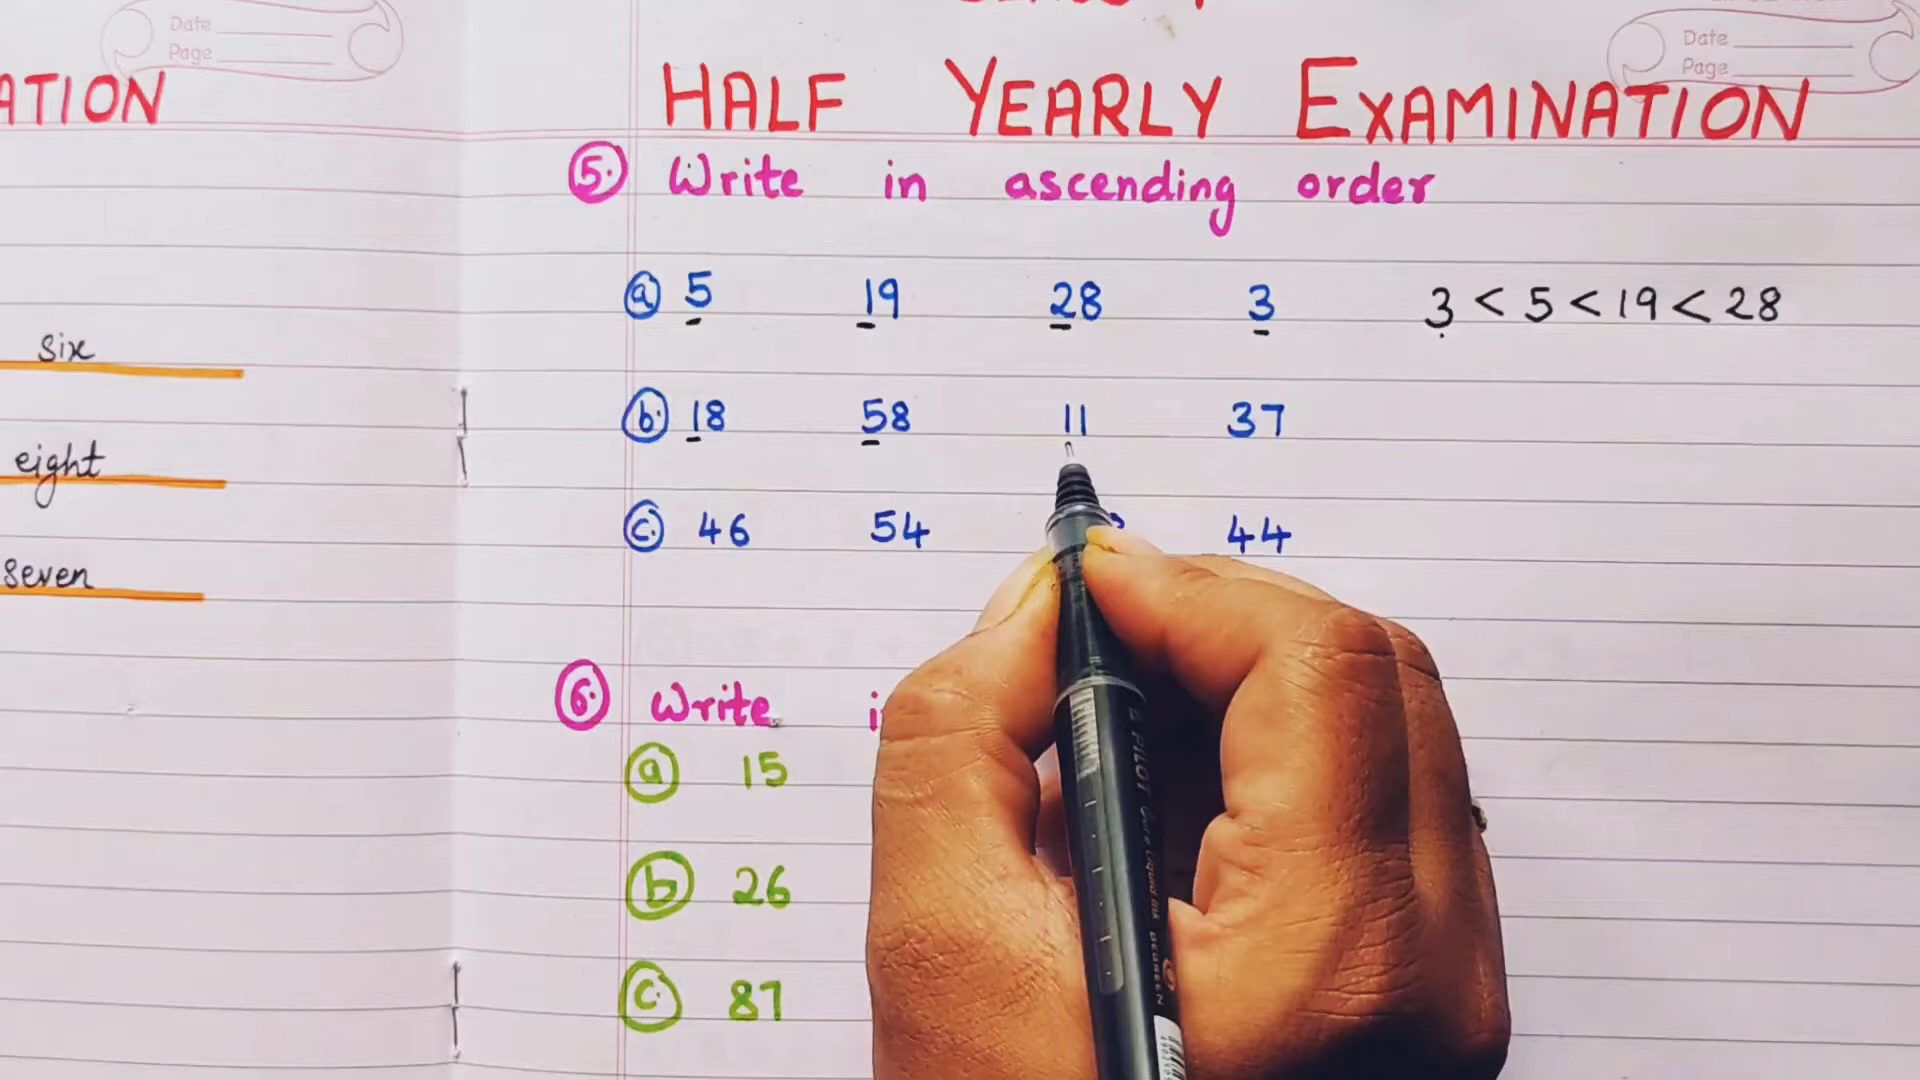 Date
Page
ATION
six
eight
seven
Date
Page
HALF YEARLY EXAMINATION
5. Write in ascending order
a 5 19 28 3 3 < 5 < 19 < 28
b. 18 58 11 37
c. 46 54 44
6. Write
a 15
b 26
c. 87
PILOT